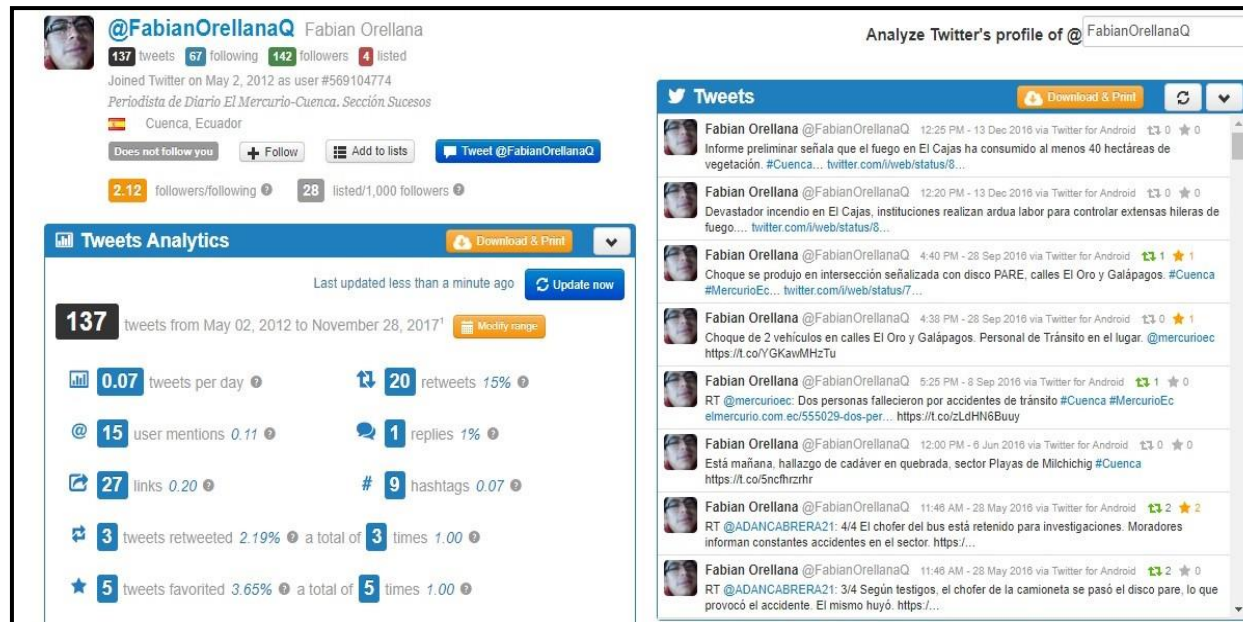 @FabianOrellanaQ Fabian Orellana
137 tweets 67 following 142 followers 4 listed
Joined Twitter on May 2, 2012 as user #569104774
Periodista de Diario El Mercurio-Cuenca. Sección Sucesos
Cuenca, Ecuador
Does not follow you Follow Add to lists Tweet @FabianOrellanaQ
2.12 followers/following 28 listed/1,000 followers
Tweets Analytics Download & Print
Last updated less than a minute ago Update now
137 tweets from May 02, 2012 to November 28, 2017¹ Modify range
0.07 tweets per day 20 retweets 15%
@ 15 user mentions 0.11 1 replies 1%
27 links 0.20 # 9 hashtags 0.07
3 tweets retweeted 2.19% a total of 3 times 1.00
5 tweets favorited 3.65% a total of 5 times 1.00
Analyze Twitter's profile of @ FabianOrellanaQ
Tweets Download & Print
Fabian Orellana @FabianOrellanaQ 12:25 PM - 13 Dec 2016 via Twitter for Android 0 0
Informe preliminar señala que el fuego en El Cajas ha consumido al menos 40 hectáreas de
vegetación. #Cuenca... twitter.com/i/web/status/8...
Fabian Orellana @FabianOrellanaQ 12:20 PM - 13 Dec 2016 via Twitter for Android 0 0
Devastador incendio en El Cajas, instituciones realizan ardua labor para controlar extensas hileras de
fuego.... twitter.com/i/web/status/8...
Fabian Orellana @FabianOrellanaQ 4:40 PM - 28 Sep 2016 via Twitter for Android 1 1
Choque se produjo en intersección señalizada con disco PARE, calles El Oro y Galápagos. #Cuenca
#MercurioEc... twitter.com/i/web/status/7...
Fabian Orellana @FabianOrellanaQ 4:38 PM - 28 Sep 2016 via Twitter for Android 0 1
Choque de 2 vehículos en calles El Oro y Galápagos. Personal de Tránsito en el lugar. @mercurioec
https://t.co/YGKawMHzTu
Fabian Orellana @FabianOrellanaQ 5:25 PM - 8 Sep 2016 via Twitter for Android 1 0
RT @mercurioec: Dos personas fallecieron por accidentes de tránsito #Cuenca #MercurioEc
elmercurio.com.ec/555029-dos-per... https://t.co/zLdHN6Buuy
Fabian Orellana @FabianOrellanaQ 12:00 PM - 6 Jun 2016 via Twitter for Android 0 0
Está mañana, hallazgo de cadáver en quebrada, sector Playas de Milchichig #Cuenca
https://t.co/5ncfhrzrhr
Fabian Orellana @FabianOrellanaQ 11:46 AM - 28 May 2016 via Twitter for Android 2 2
RT @ADANCABRERA21: 4/4 El chofer del bus está retenido para investigaciones. Moradores
informan constantes accidentes en el sector. https:/...
Fabian Orellana @FabianOrellanaQ 11:46 AM - 28 May 2016 via Twitter for Android 2 0
RT @ADANCABRERA21: 3/4 Según testigos, el chofer de la camioneta se pasó el disco pare, lo que
provocó el accidente. El mismo huyó. https:/...